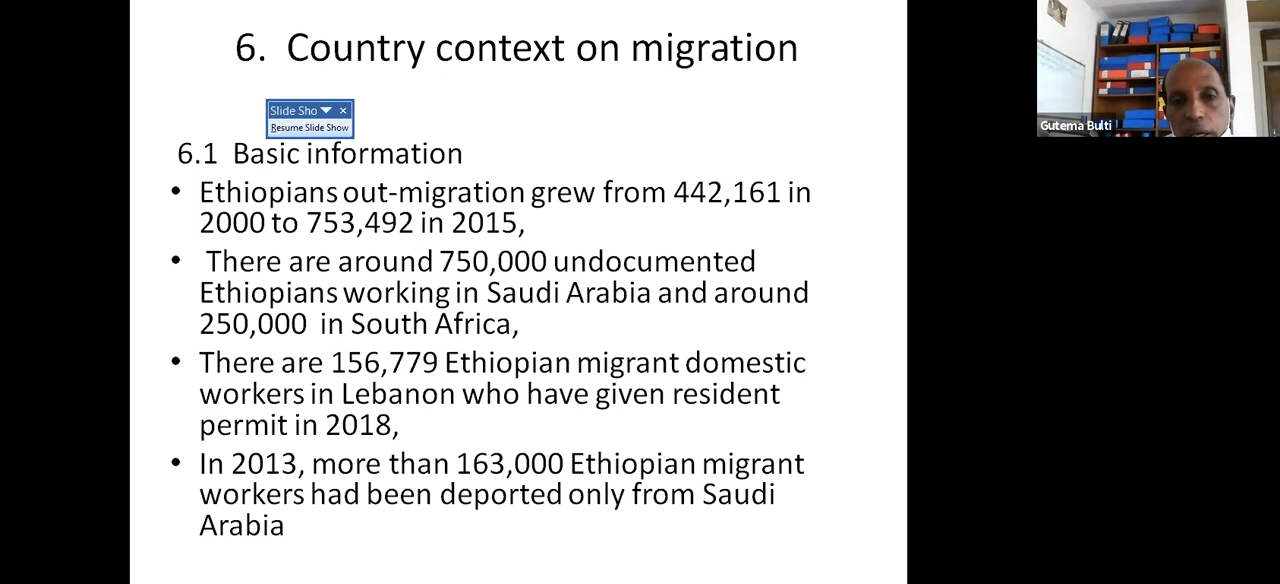 6. Country context on migration
Slide Sho
Resume Slide Show
6.1 Basic information
• Ethiopians out-migration grew from 442,161 in
2000 to 753,492 in 2015,
• There are around 750,000 undocumented
Ethiopians working in Saudi Arabia and around
250,000 in South Africa,
• There are 156,779 Ethiopian migrant domestic
workers in Lebanon who have given resident
permit in 2018,
• In 2013, more than 163,000 Ethiopian migrant
workers had been deported only from Saudi
Arabia
Gutema Bulti